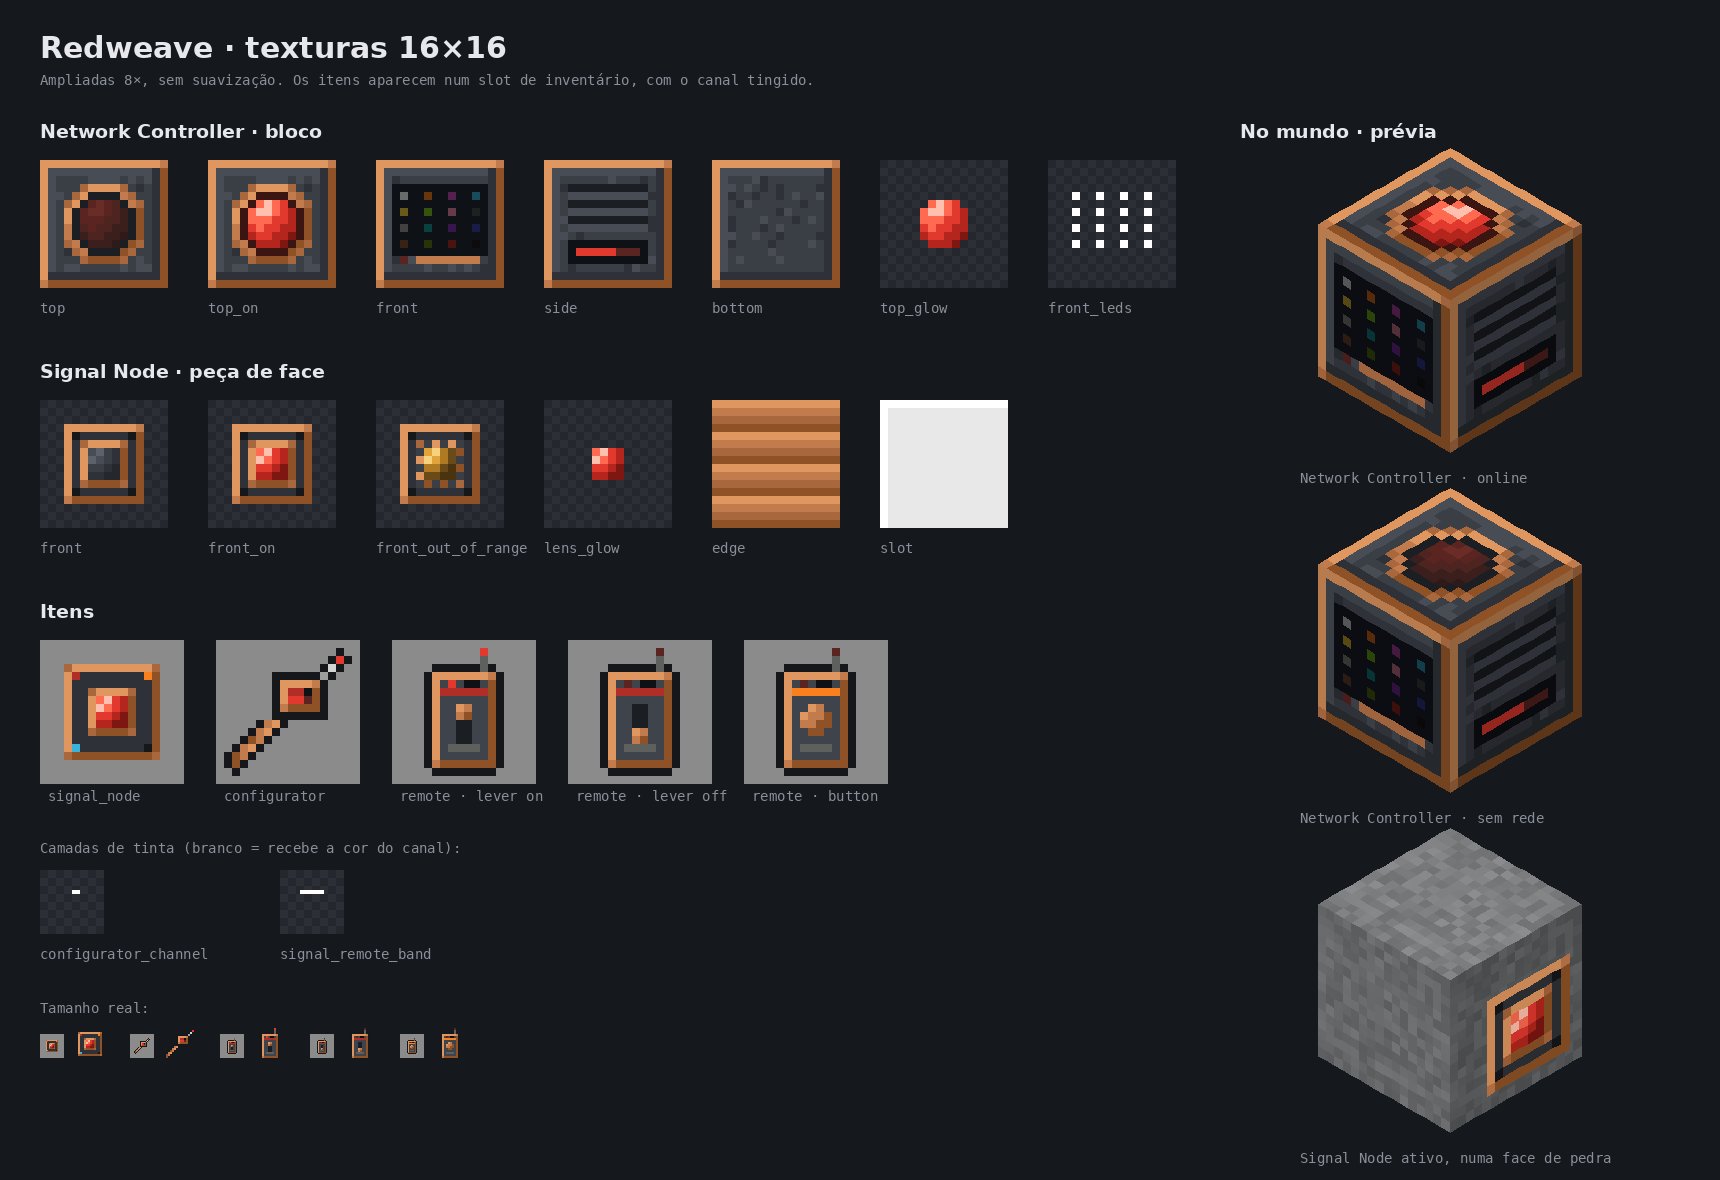 Redweave · texturas 16×16
Ampliadas 8×, sem suavização. Os itens aparecem num slot de inventário, com o canal tingido.
Network Controller · bloco
No mundo · prévia
top
top_on
front
side
bottom
top_glow
front_leds
Signal Node · peça de face
Network Controller · online
front
front_on
front_out_of_range
lens_glow
edge
slot
Itens
signal_node
configurator
remote · lever on
remote · lever off
remote · button
Network Controller · sem rede
Camadas de tinta (branco = recebe a cor do canal):
configurator_channel
signal_remote_band
Tamanho real:
Signal Node ativo, numa face de pedra